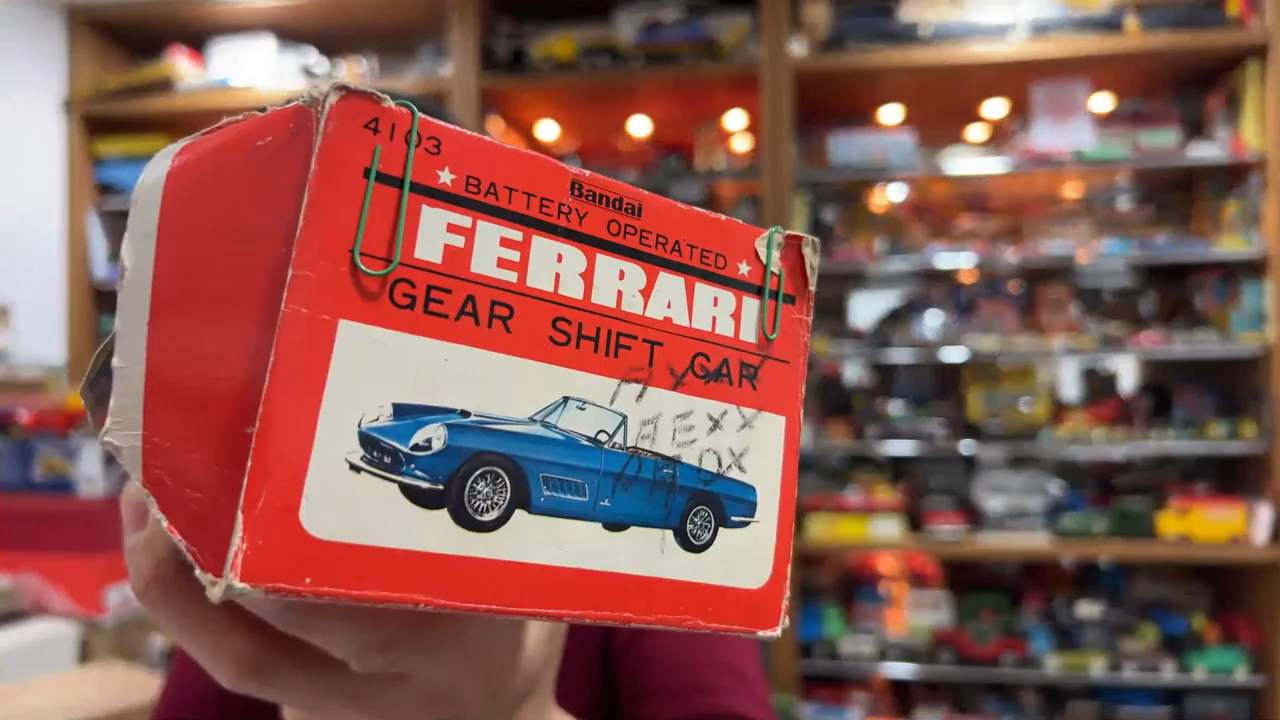 4103
Bandai
★ BATTERY OPERATED ★
FERRARI
GEAR SHIFT CAR